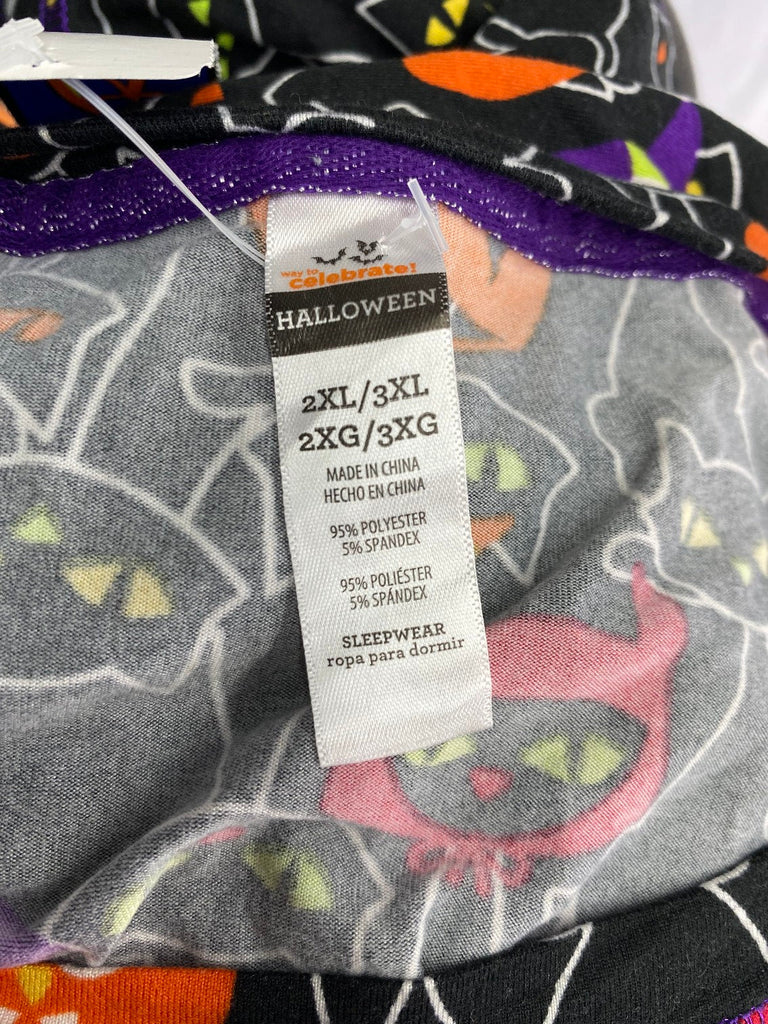 way to
celebrate!
HALLOWEEN
2XL/3XL
2XG/3XG
MADE IN CHINA
HECHO EN CHINA
95% POLYESTER
5% SPANDEX
95% POLIÉSTER
5% SPÁNDEX
SLEEPWEAR
ropa para dormir